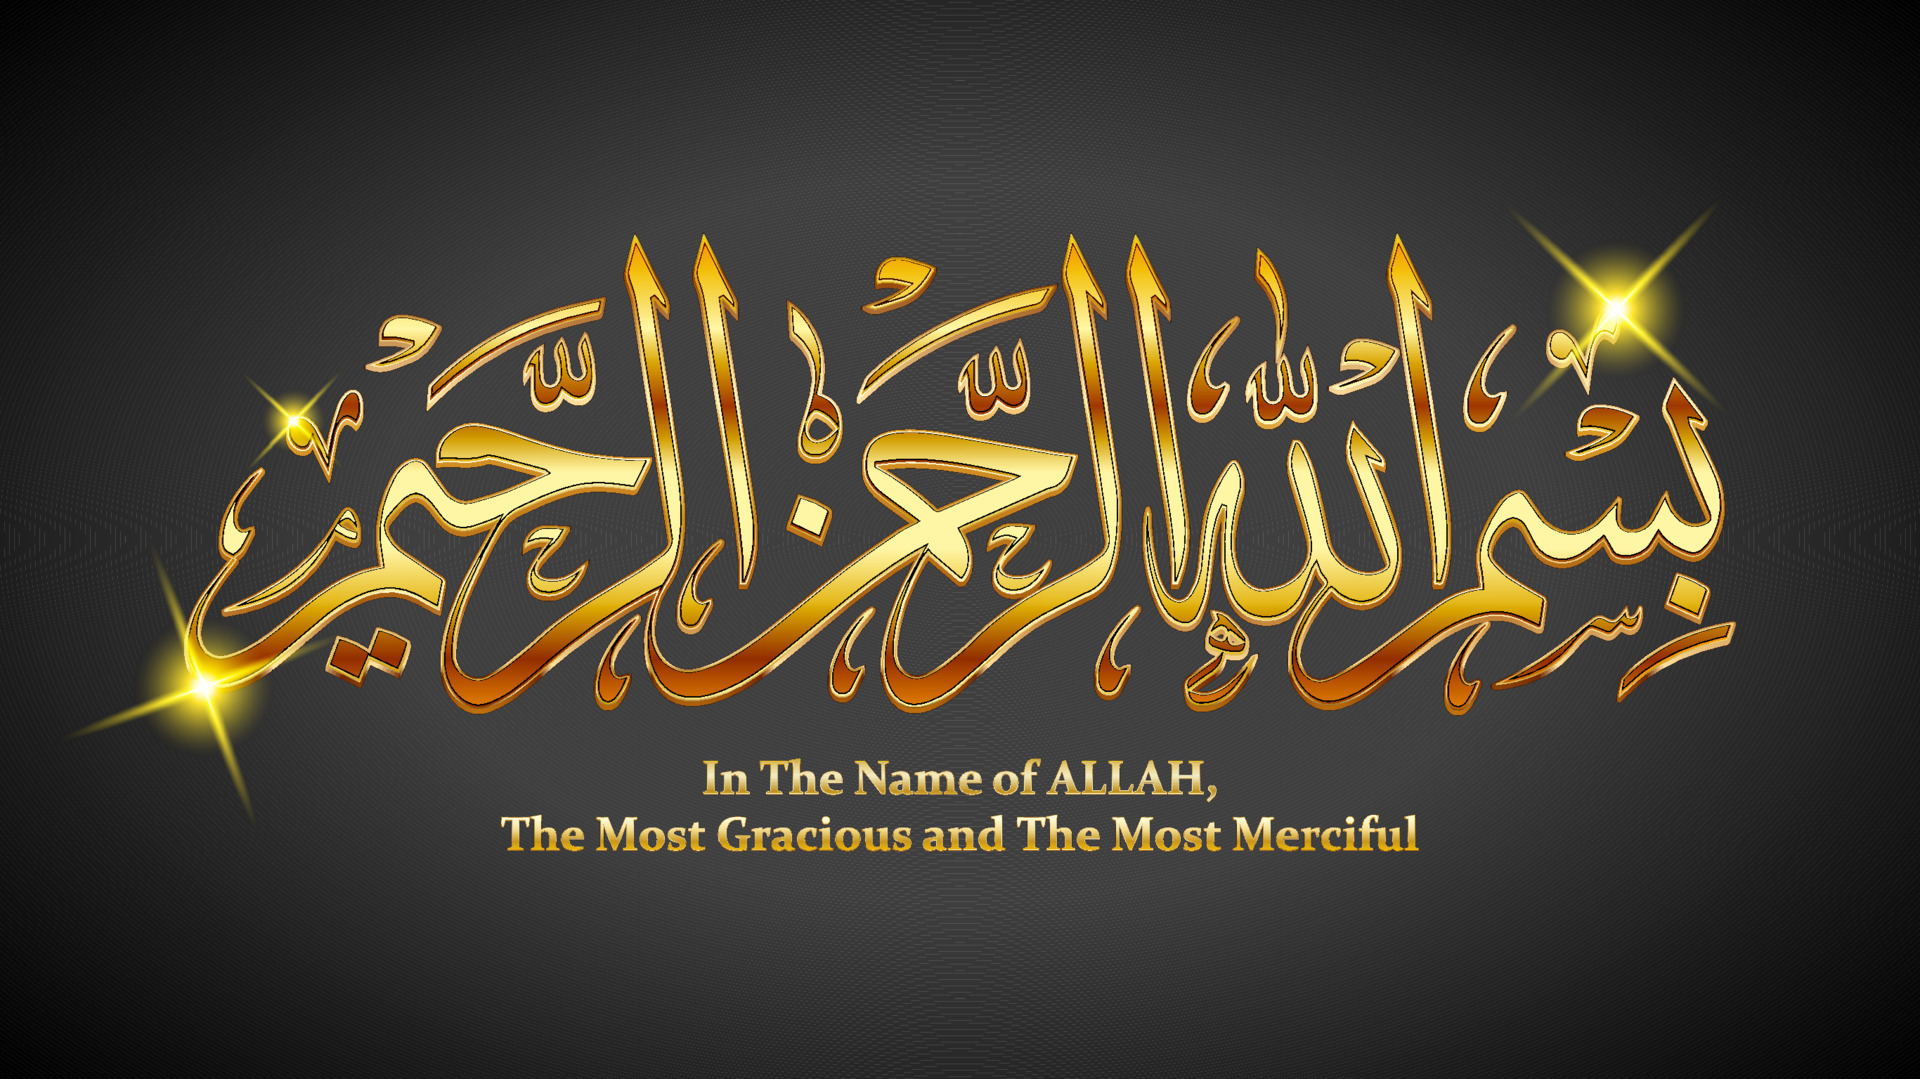 بِسْمِ اللَّهِ الرَّحْمَٰنِ الرَّحِيمِ
In The Name of ALLAH,
The Most Gracious and The Most Merciful